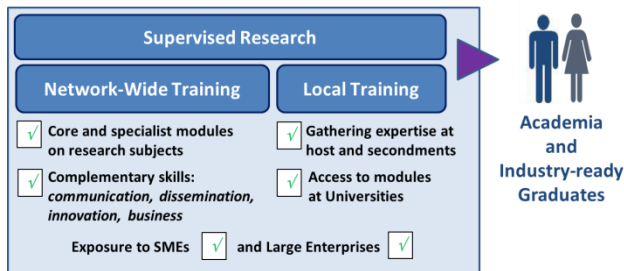 Supervised Research
Network-Wide Training
Local Training
√ Core and specialist modules
on research subjects
√ Complementary skills:
communication, dissemination,
innovation, business
√ Gathering expertise at
host and secondments
√ Access to modules
at Universities
Exposure to SMEs √ and Large Enterprises √
Academia
and
Industry-ready
Graduates